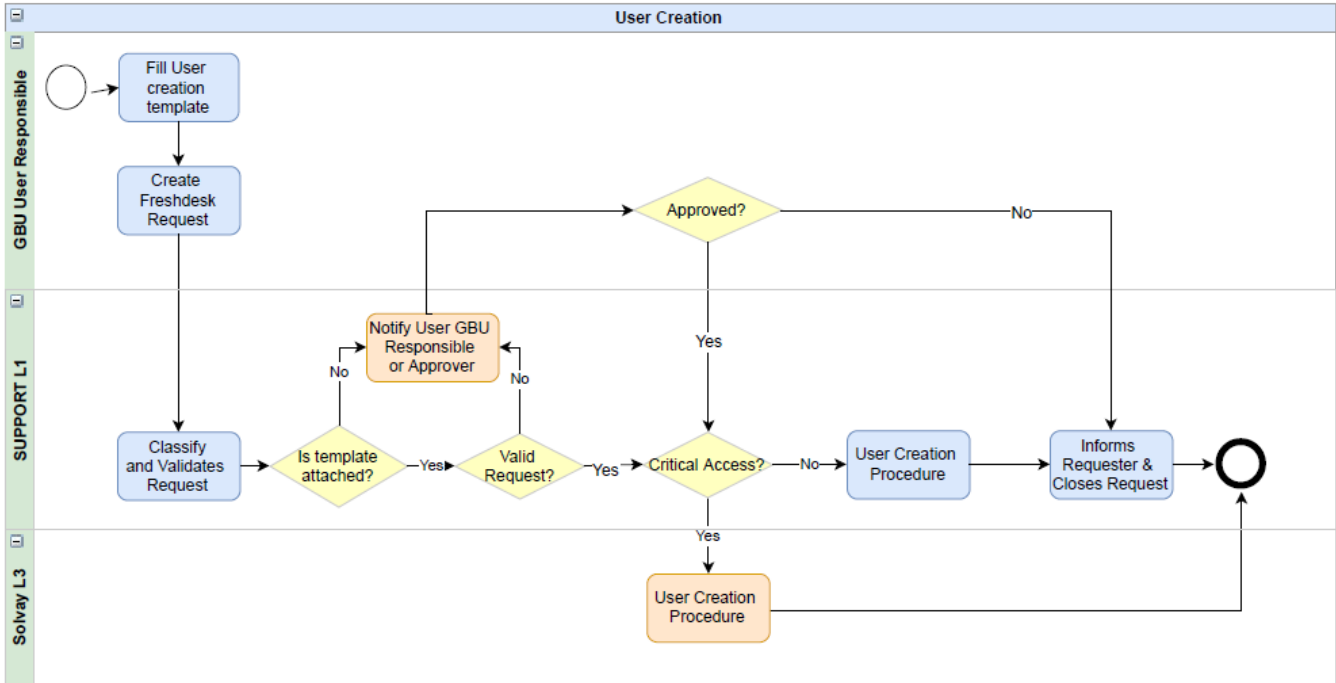 User Creation
GBU User Responsible
Fill User
creation
template
Create
Freshdesk
Request
Approved?
No
Yes
SUPPORT L1
Notify User GBU
Responsible
or Approver
No
No
Classify
and Validates
Request
Is template
attached?
Yes
Valid
Request?
Yes
Critical Access?
No
User Creation
Procedure
Informs
Requester &
Closes Request
Yes
Solvay L3
User Creation
Procedure